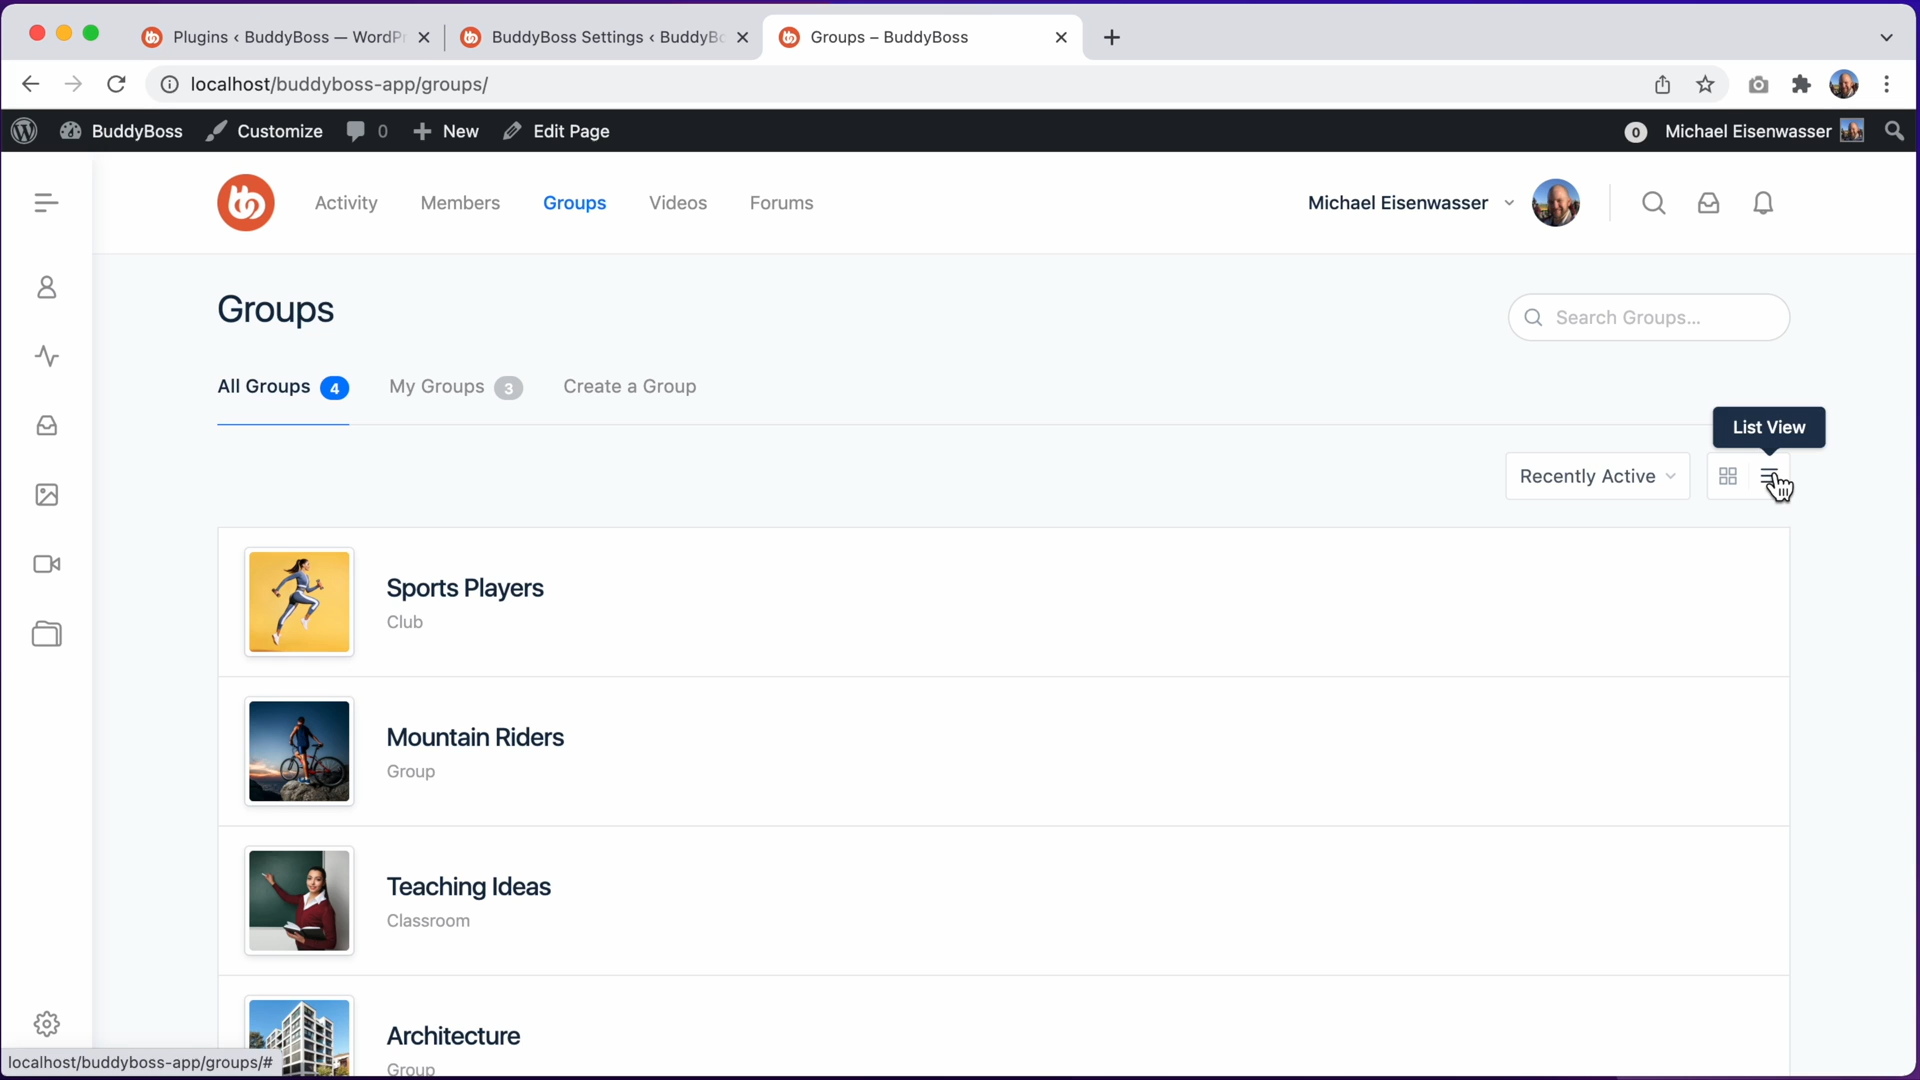 Plugins ‹ BuddyBoss — WordPr
BuddyBoss Settings ‹ BuddyBo
Groups – BuddyBoss
localhost/buddyboss-app/groups/
BuddyBoss
Customize
0
New
Edit Page
0
Michael Eisenwasser
Activity
Members
Groups
Videos
Forums
Michael Eisenwasser
Groups
Search Groups...
All Groups 4
My Groups 3
Create a Group
List View
Recently Active
Sports Players
Club
Mountain Riders
Group
Teaching Ideas
Classroom
Architecture
Group
localhost/buddyboss-app/groups/#